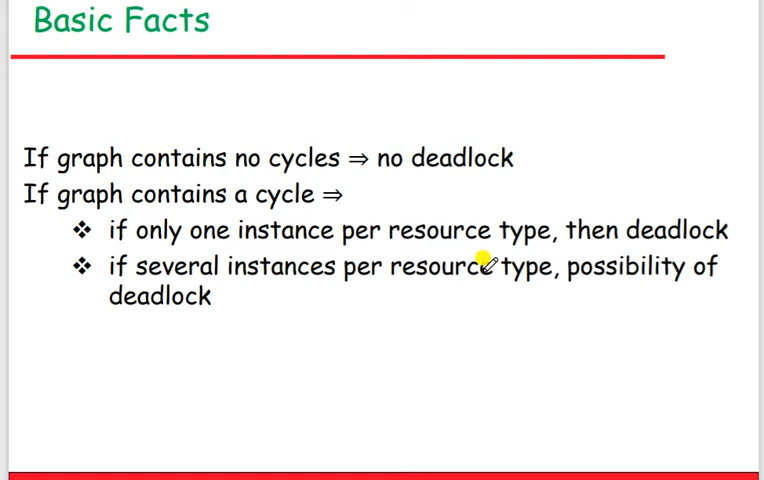 Basic Facts
If graph contains no cycles ⇒ no deadlock
If graph contains a cycle ⇒
❖ if only one instance per resource type, then deadlock
❖ if several instances per resource type, possibility of
deadlock